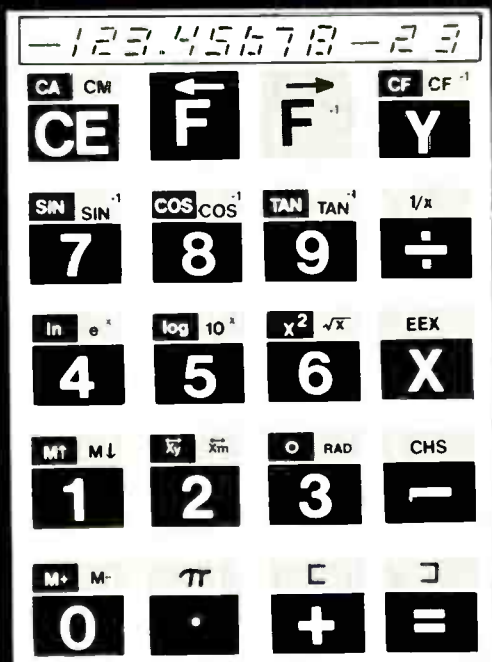 -123.45678-23
CA CM CF CF⁻¹
CE F F⁻¹ Y
SIN SIN⁻¹ COS COS⁻¹ TAN TAN⁻¹ 1/x
7 8 9 ÷
ln eˣ log 10ˣ x² √x EEX
4 5 6 X
M↑ M↓ xy xm O RAD CHS
1 2 3 −
M+ M- π [ ]
0 · + =